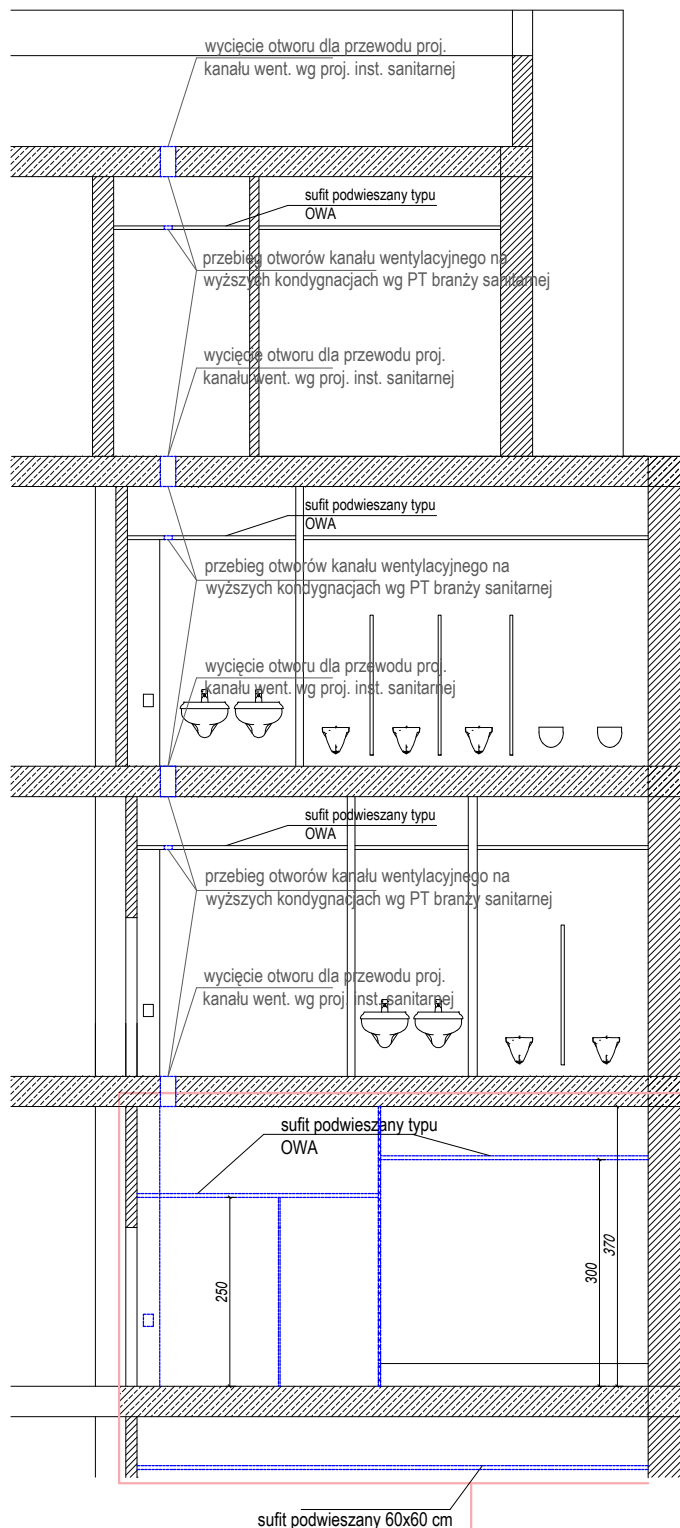 wycięcie otworu dla przewodu proj.
kanału went. wg proj. inst. sanitarnej
sufit podwieszany typu
OWA
przebieg otworów kanału wentylacyjnego na
wyższych kondygnacjach wg PT branży sanitarnej
wycięcie otworu dla przewodu proj.
kanału went. wg proj. inst. sanitarnej
sufit podwieszany typu
OWA
przebieg otworów kanału wentylacyjnego na
wyższych kondygnacjach wg PT branży sanitarnej
wycięcie otworu dla przewodu proj.
kanału went. wg proj. inst. sanitarnej
sufit podwieszany typu
OWA
przebieg otworów kanału wentylacyjnego na
wyższych kondygnacjach wg PT branży sanitarnej
wycięcie otworu dla przewodu proj.
kanału went. wg proj. inst. sanitarnej
sufit podwieszany typu
OWA
250
300
370
sufit podwieszany 60x60 cm